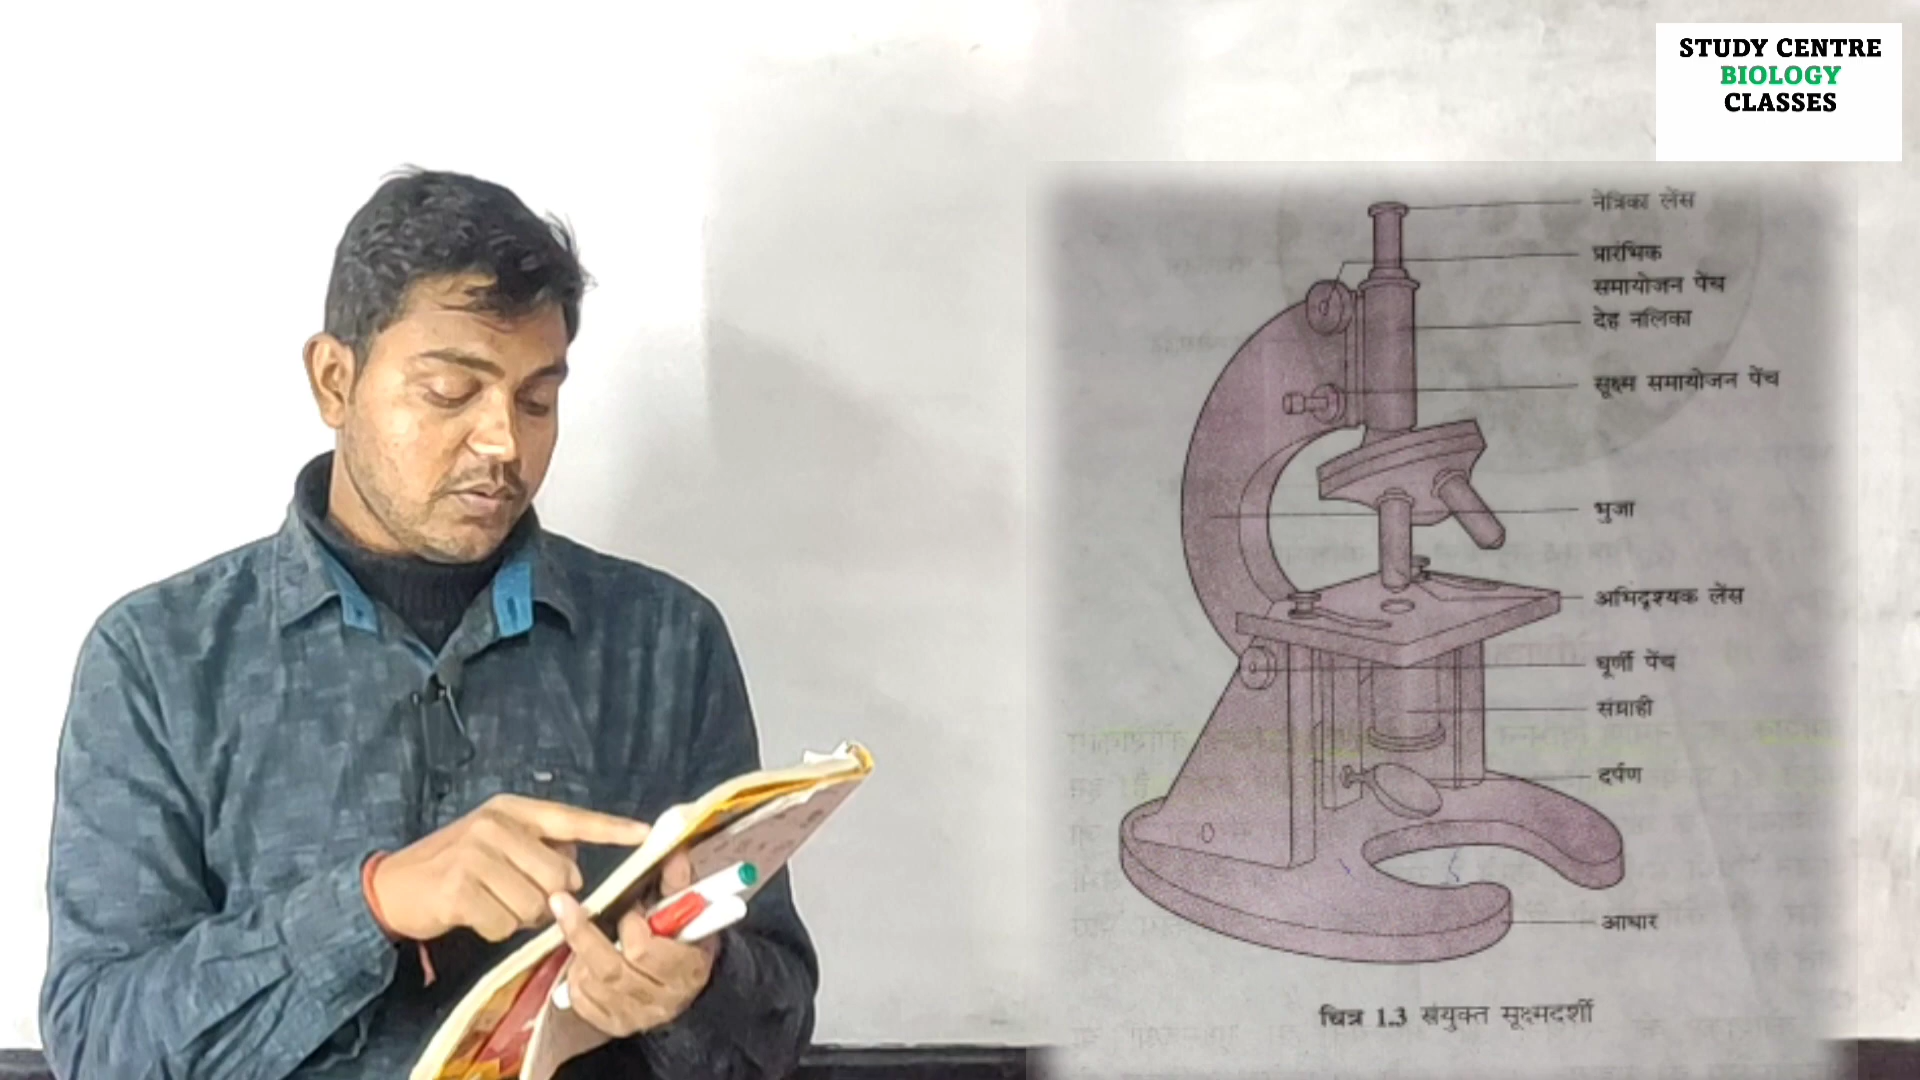 STUDY CENTRE
BIOLOGY
CLASSES
नेत्रिका लेंस
प्रारंभिक
समायोजन पेंच
देह नलिका
सूक्ष्म समायोजन पेंच
भुजा
अभिदृश्यक लेंस
घूर्णी पेंच
संग्राही
दर्पण
आधार
चित्र 1.3 संयुक्त सूक्ष्मदर्शी